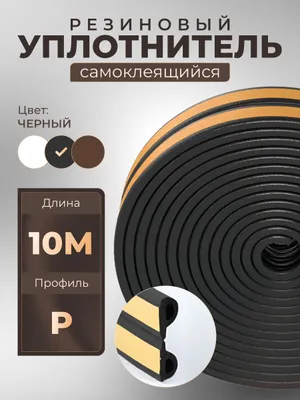 РЕЗИНОВЫЙ
УПЛОТНИТЕЛЬ
самоклеящийся
Цвет:
ЧЕРНЫЙ
Длина
10М
Профиль
Р